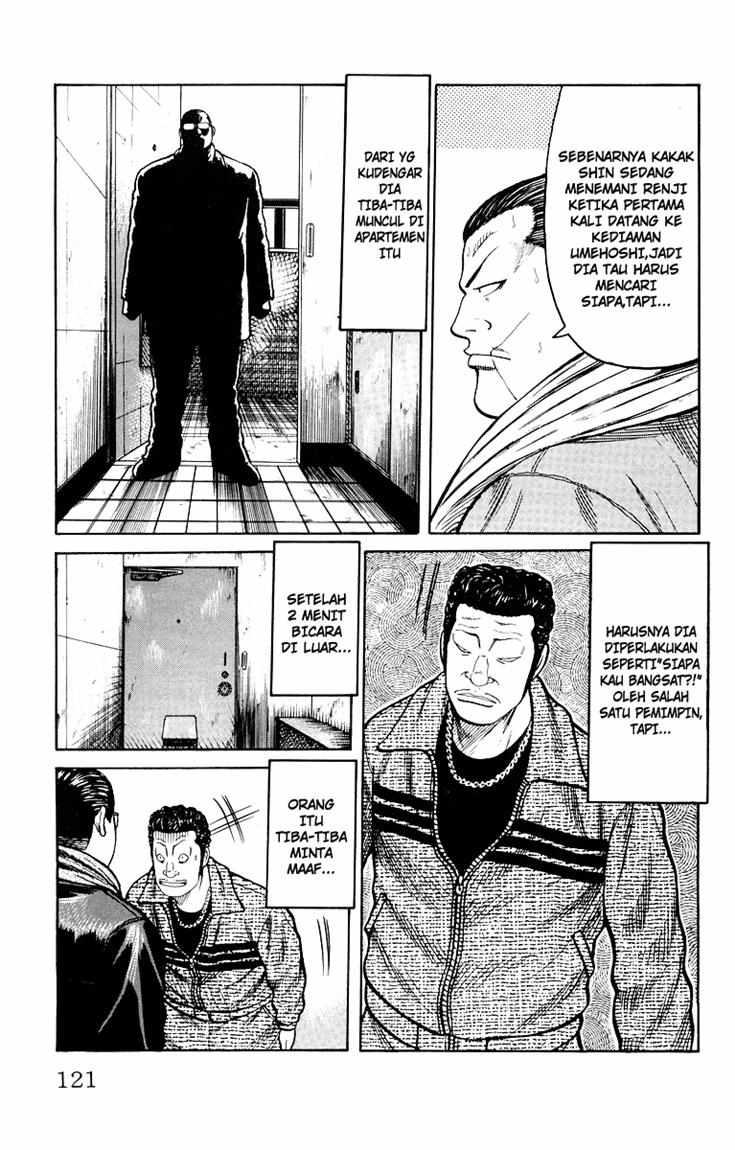 SEBENARNYA KAKAK
SHIN SEDANG
MENEMANI RENJI
KETIKA PERTAMA
KALI DATANG KE
KEDIAMAN
UMEHOSHI,JADI
DIA TAU HARUS
MENCARI
SIAPA,TAPI...
DARI YG
KUDENGAR
DIA
TIBA-TIBA
MUNCUL DI
APARTEMEN
ITU
HARUSNYA DIA
DIPERLAKUKAN
SEPERTI"SIAPA
KAU BANGSAT?!"
OLEH SALAH
SATU PEMIMPIN,
TAPI...
SETELAH
2 MENIT
BICARA
DI LUAR...
ORANG
ITU
TIBA-TIBA
MINTA
MAAF...
121